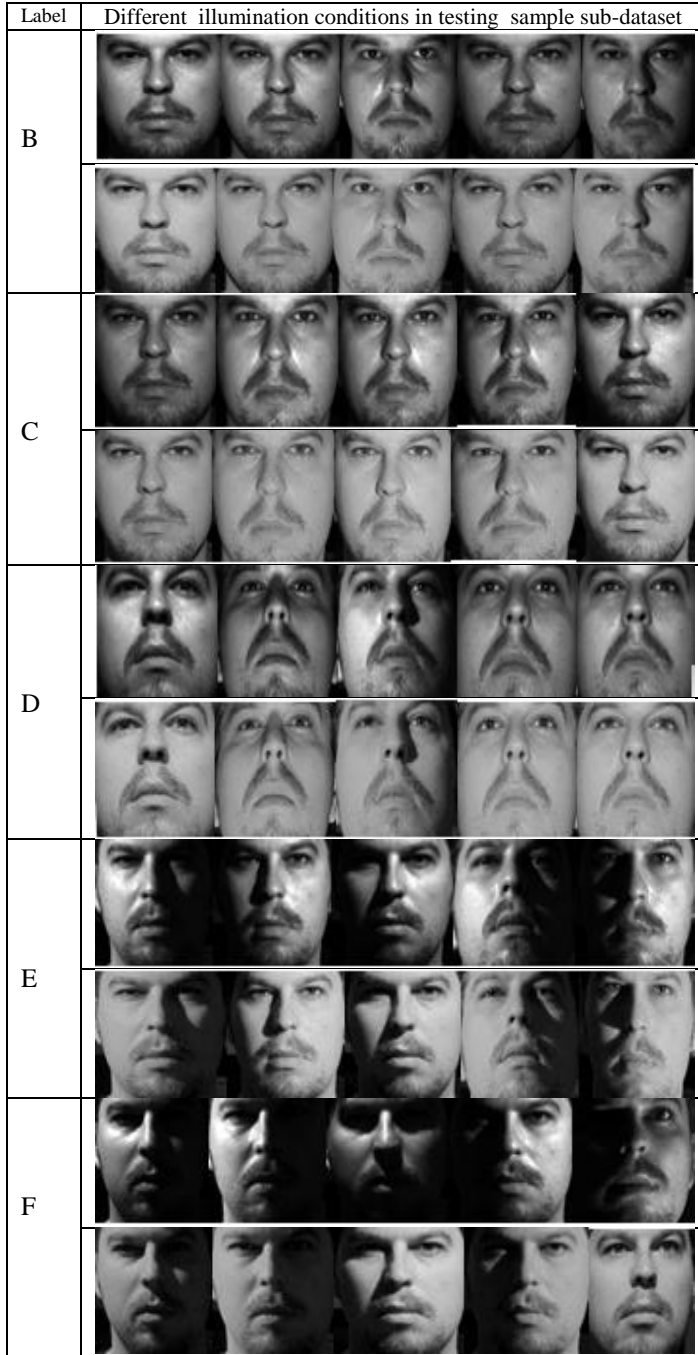 Label Different illumination conditions in testing sample sub-dataset
B
C
D
E
F